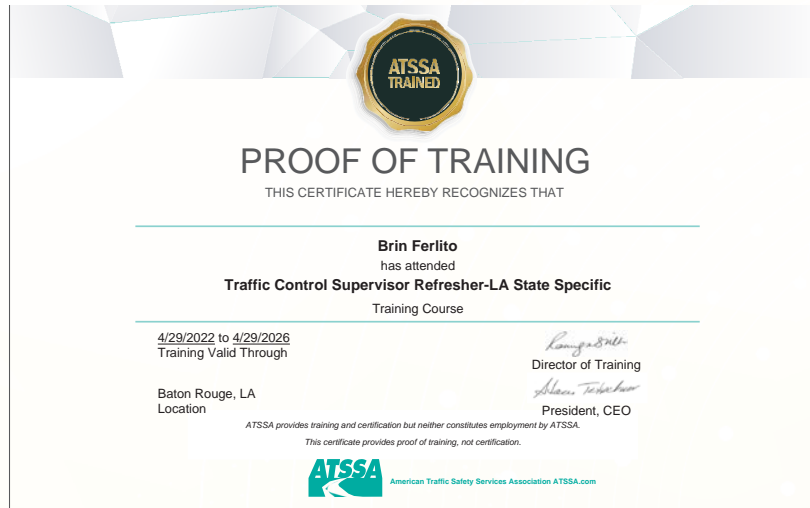 ATSSA
TRAINED
PROOF OF TRAINING
THIS CERTIFICATE HEREBY RECOGNIZES THAT
Brin Ferlito
has attended
Traffic Control Supervisor Refresher-LA State Specific
Training Course
4/29/2022 to 4/29/2026
Training Valid Through
Director of Training
Baton Rouge, LA
Location
President, CEO
ATSSA provides training and certification but neither constitutes employment by ATSSA.
This certificate provides proof of training, not certification.
ATSSA
American Traffic Safety Services Association ATSSA.com